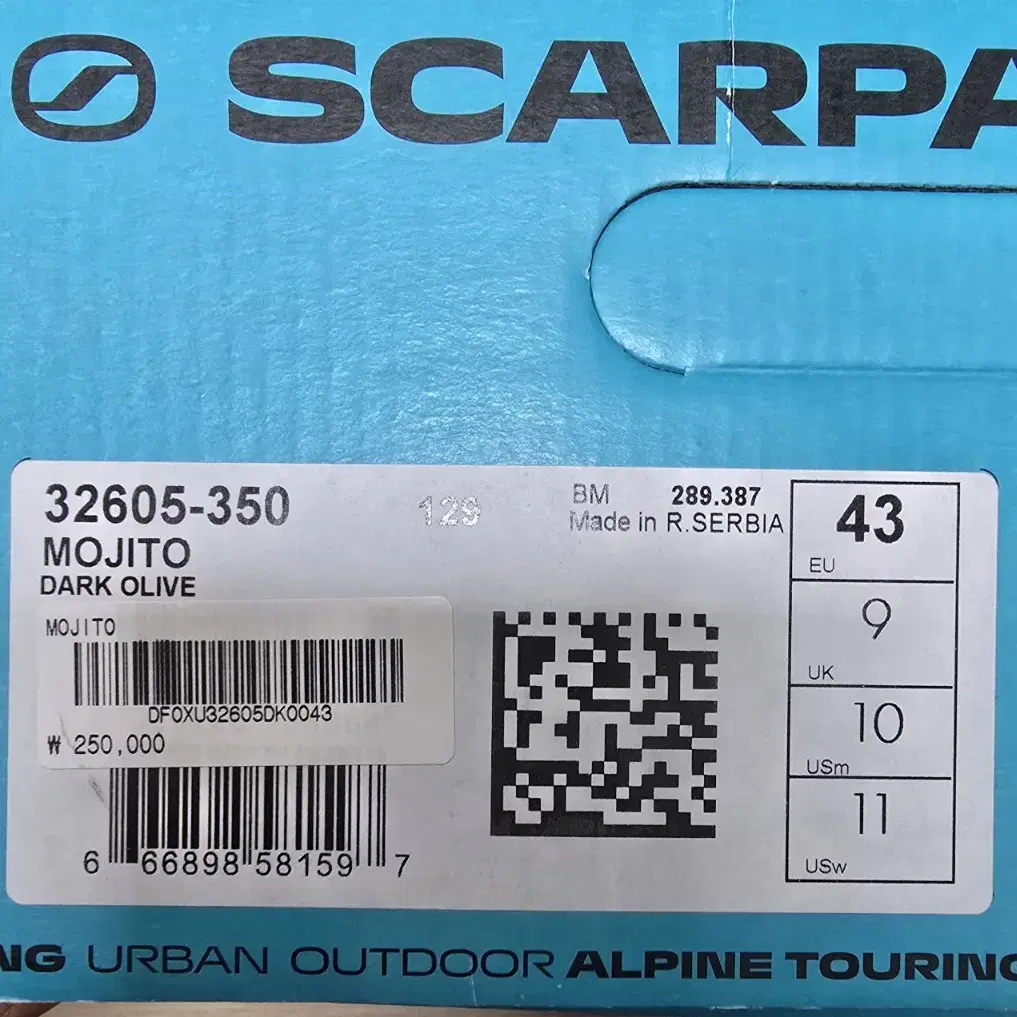 SCARPA
32605-350
MOJITO
DARK OLIVE
129
BM 289.387
Made in R.SERBIA
43
EU
9
UK
10
USm
11
USw
MOJITO
DF0XU32605DK0043
₩ 250,000
6 66898 58159 7
NG URBAN OUTDOOR ALPINE TOURING